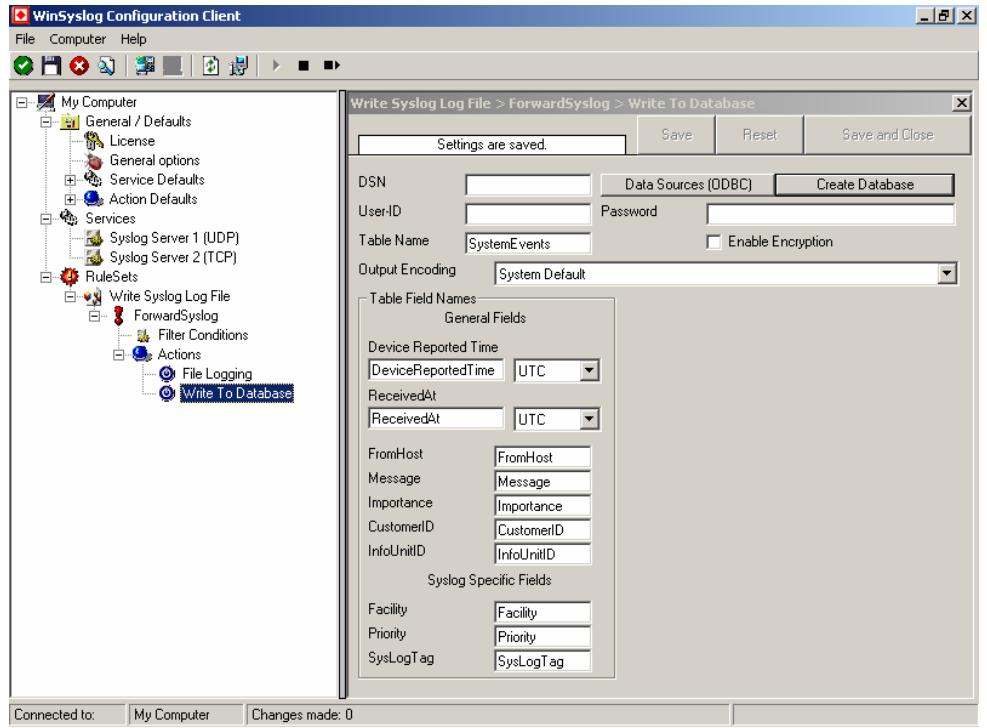 WinSyslog Configuration Client
File Computer Help
My Computer
General / Defaults
License
General options
Service Defaults
Action Defaults
Services
Syslog Server 1 (UDP)
Syslog Server 2 (TCP)
RuleSets
Write Syslog Log File
ForwardSyslog
Filter Conditions
Actions
File Logging
Write To Database
Write Syslog Log File > ForwardSyslog > Write To Database
Settings are saved. Save Reset Save and Close
DSN Data Sources (ODBC) Create Database
User-ID Password
Table Name SystemEvents Enable Encryption
Output Encoding System Default
Table Field Names
General Fields
Device Reported Time
DeviceReportedTime UTC
ReceivedAt
ReceivedAt UTC
FromHost FromHost
Message Message
Importance Importance
CustomerID CustomerID
InfoUnitID InfoUnitID
Syslog Specific Fields
Facility Facility
Priority Priority
SysLogTag SysLogTag
Connected to: My Computer Changes made: 0